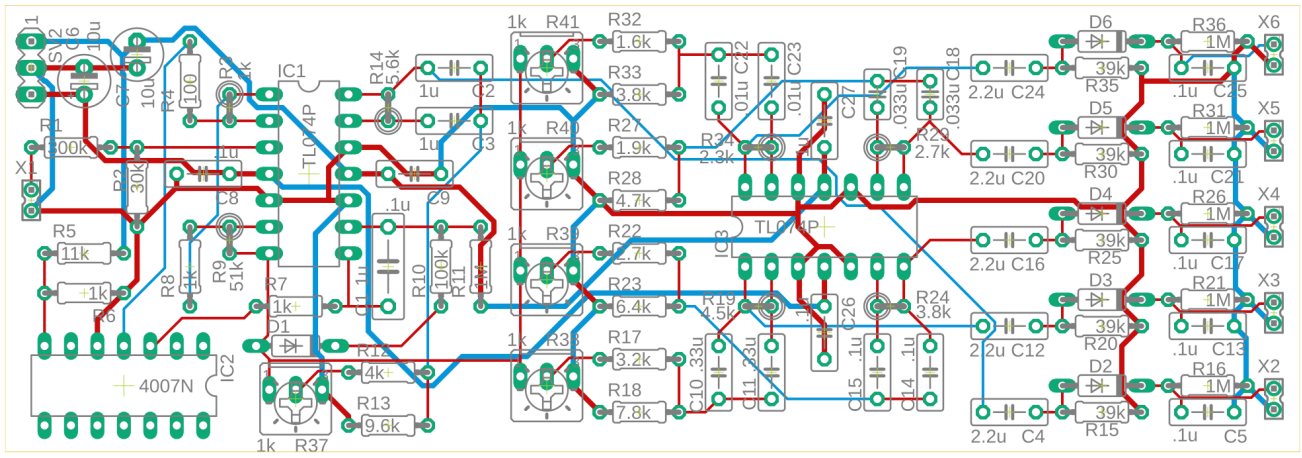 1
SV2
C6
10u
C7
10u
R4
100
R3
1k
IC1
TL074P
R14
5.6k
1u
C2
1u
C3
R1
300k
X1
R2
30k
.1u
C8
.1u
C9
R5
11k
1k
R6
R8
1k
R9
51k
R7
1k
D1
C1
.1u
R10
100k
R11
1M
4007N
IC2
R12
4k
R13
9.6k
1k
R37
1k
R41
1k
R40
1k
R39
1k
R38
R32
1.6k
R33
3.8k
R27
1.9k
R28
4.7k
R22
2.7k
R23
6.4k
R17
3.2k
R18
7.8k
.01u
C22
.01u
C23
C27
.1u
C19
.033u
C18
.033u
R34
2.3k
R29
2.7k
TL074P
IC3
R19
4.5k
.1u
C26
R24
3.8k
C10
.33u
C11
.33u
C15
.1u
C14
.1u
2.2u
C24
2.2u
C20
2.2u
C16
2.2u
C12
2.2u
C4
D6
39k
R35
D5
39k
R30
D4
39k
R25
D3
39k
R20
D2
39k
R15
R36
1M
.1u
C25
X6
R31
1M
.1u
C21
X5
R26
1M
.1u
C17
X4
R21
1M
.1u
C13
X3
R16
1M
.1u
C5
X2